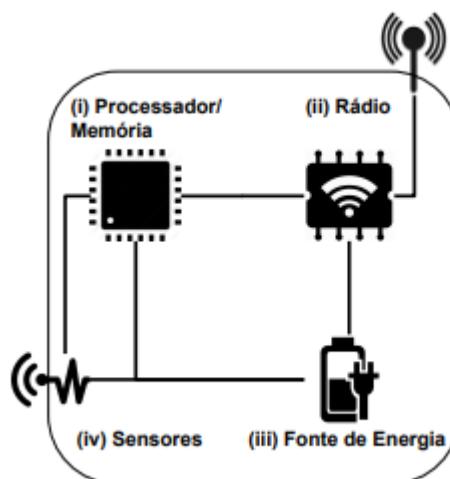 (i) Processador/
Memória
(ii) Rádio
(iv) Sensores
(iii) Fonte de Energia